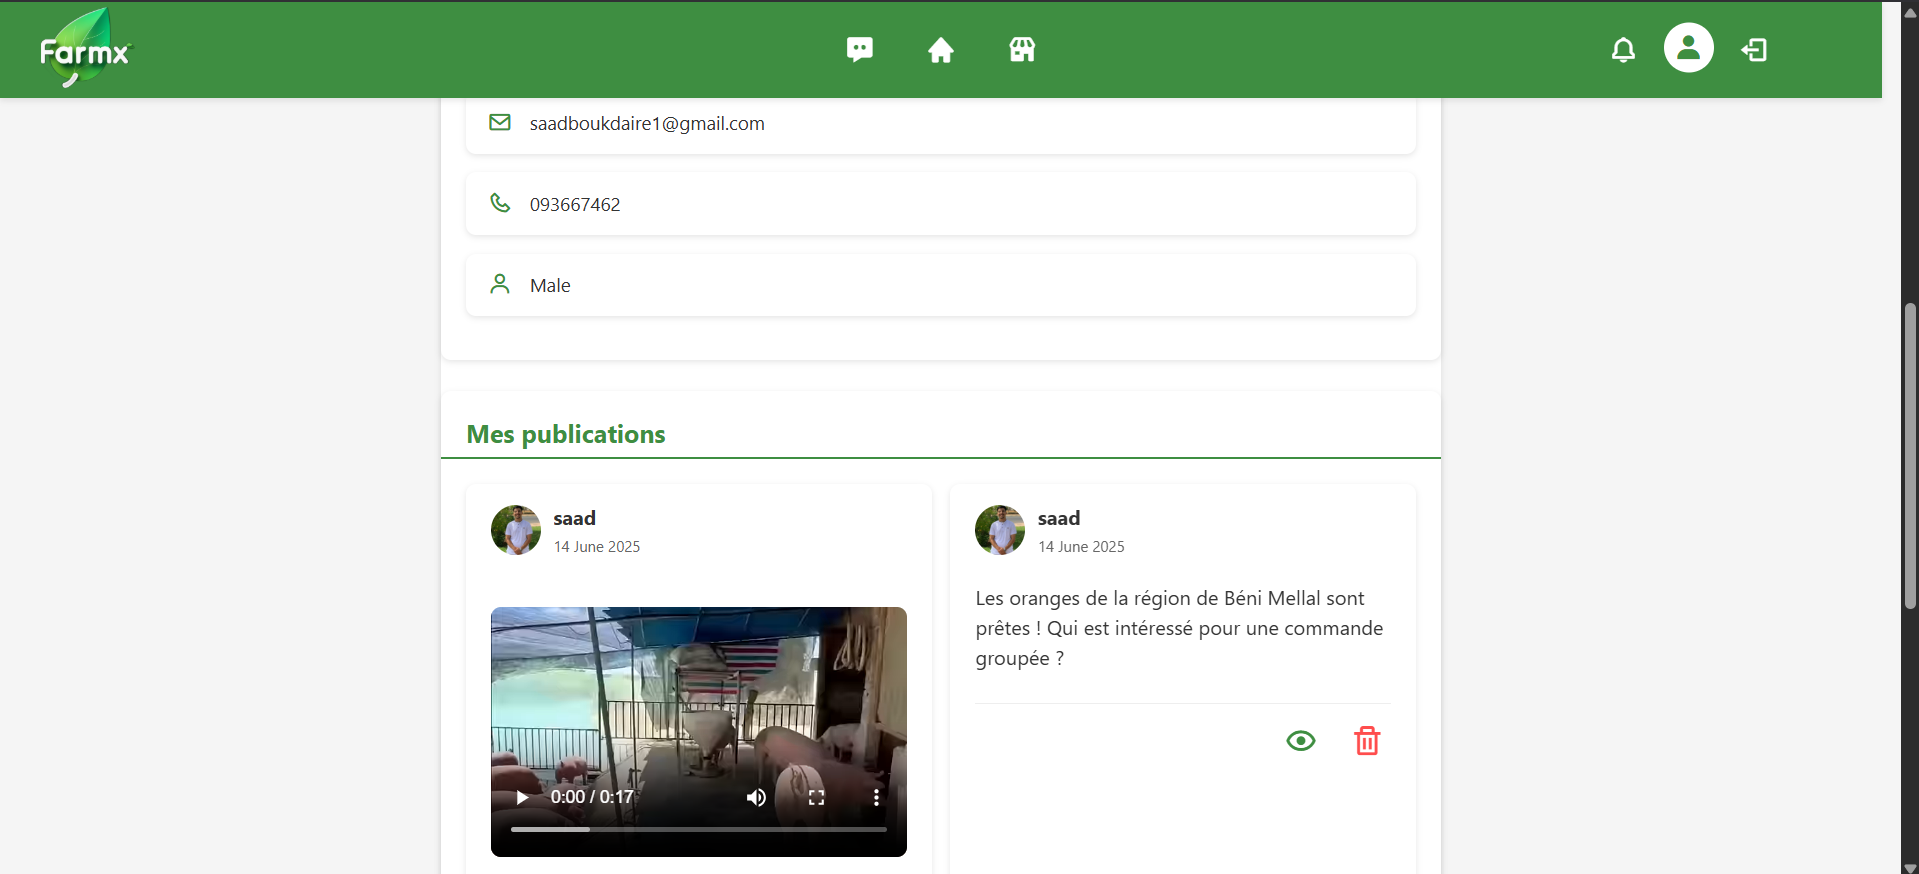 Farmx
saadboukdaire1@gmail.com
093667462
Male
Mes publications
saad
14 June 2025
0:00 / 0:17
saad
14 June 2025
Les oranges de la région de Béni Mellal sont
prêtes ! Qui est intéressé pour une commande
groupée ?